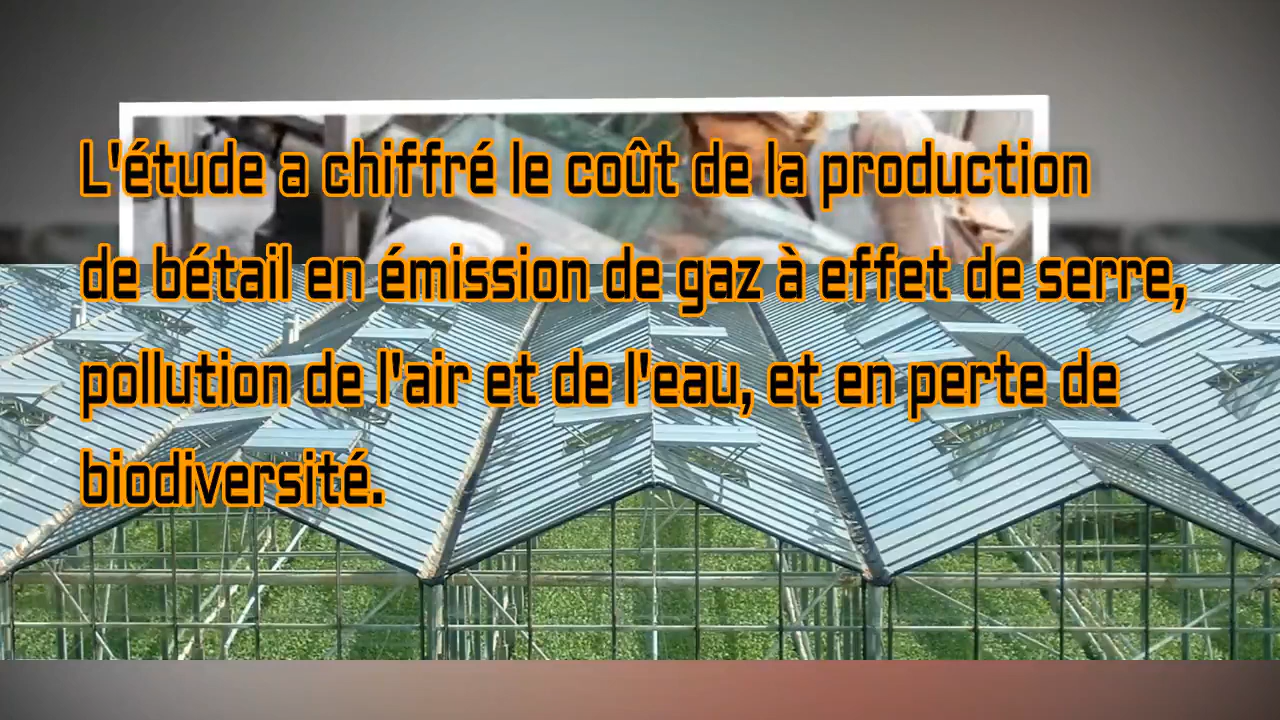 L'étude a chiffré le coût de la production
de bétail en émission de gaz à effet de serre,
pollution de l'air et de l'eau, et en perte de
biodiversité.